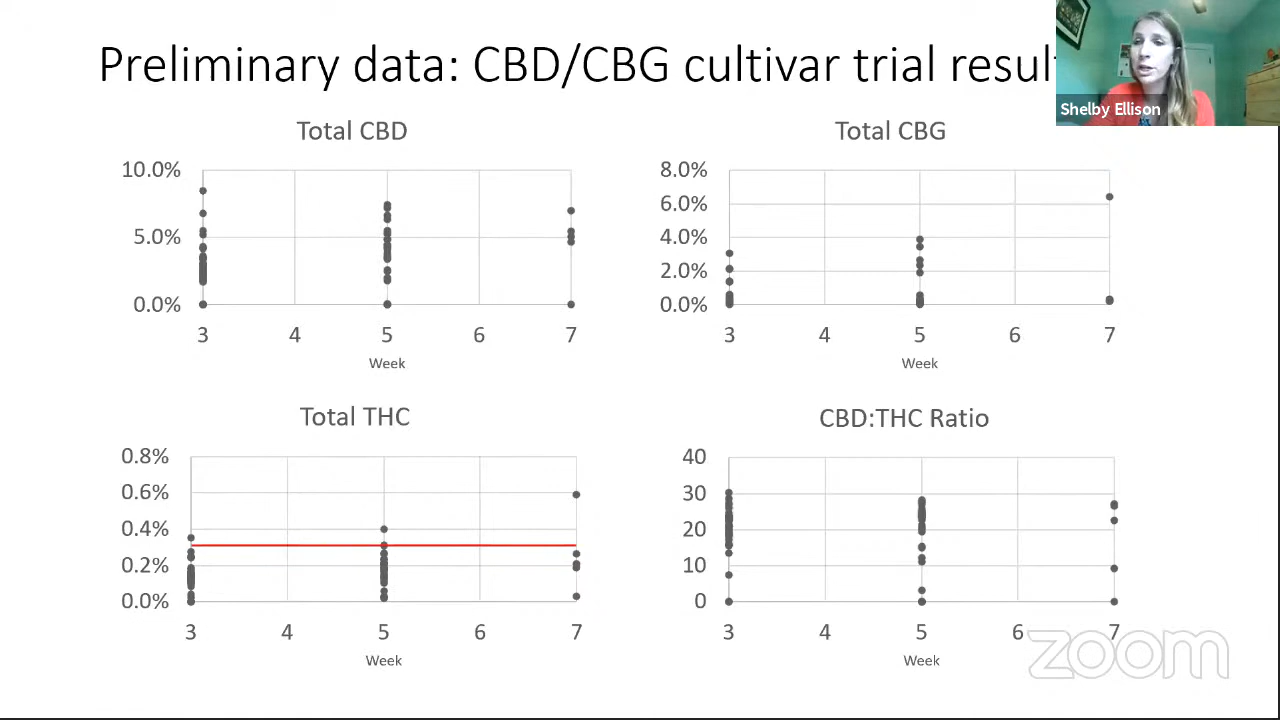 Preliminary data: CBD/CBG cultivar trial resul
Shelby Ellison
Total CBD
10.0%
5.0%
0.0%
3 4 5 6 7
Week
Total CBG
8.0%
6.0%
4.0%
2.0%
0.0%
3 4 5 6 7
Week
Total THC
0.8%
0.6%
0.4%
0.2%
0.0%
3 4 5 6 7
Week
CBD:THC Ratio
40
30
20
10
0
3 4 5 6 7
Week
zoom